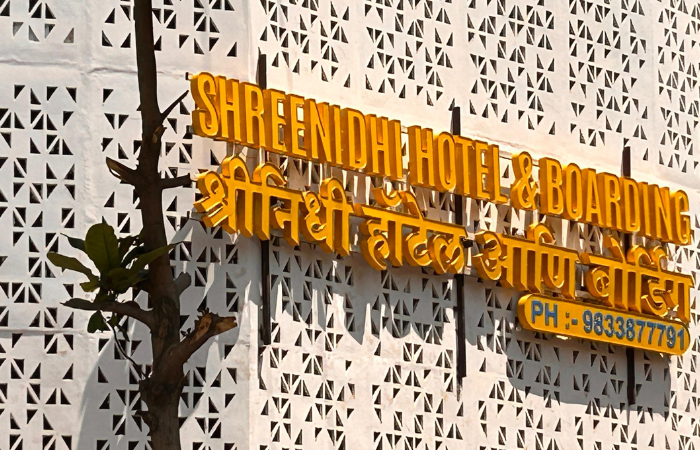 SHREENIDHI HOTEL & BOARDING
श्रीनिधी हॉटेल आणि बोर्डिंग
PH :- 9833877791